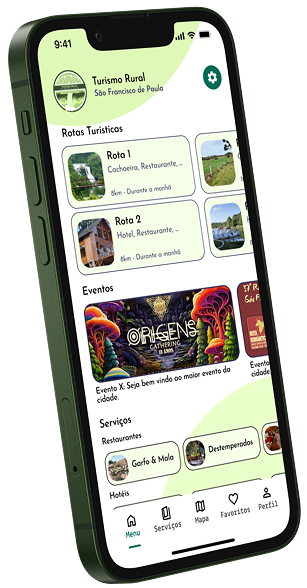 9:41
Turismo Rural
São Francisco de Paula
Rotas Turísticas
Rota 1
Cachoeira, Restaurante, ...
8km - Durante a manhã
Rota 2
Hotel, Restaurante, ...
8km - Durante a manhã
Eventos
ORIGENS
GATHERING
Evento X: Seja bem vindo ao maior evento da
cidade.
Evento
cidade.
Serviços
Restaurantes
Garfo & Mala
Destemperados
Hotéis
Menu
Serviços
Mapa
Favoritos
Perfil